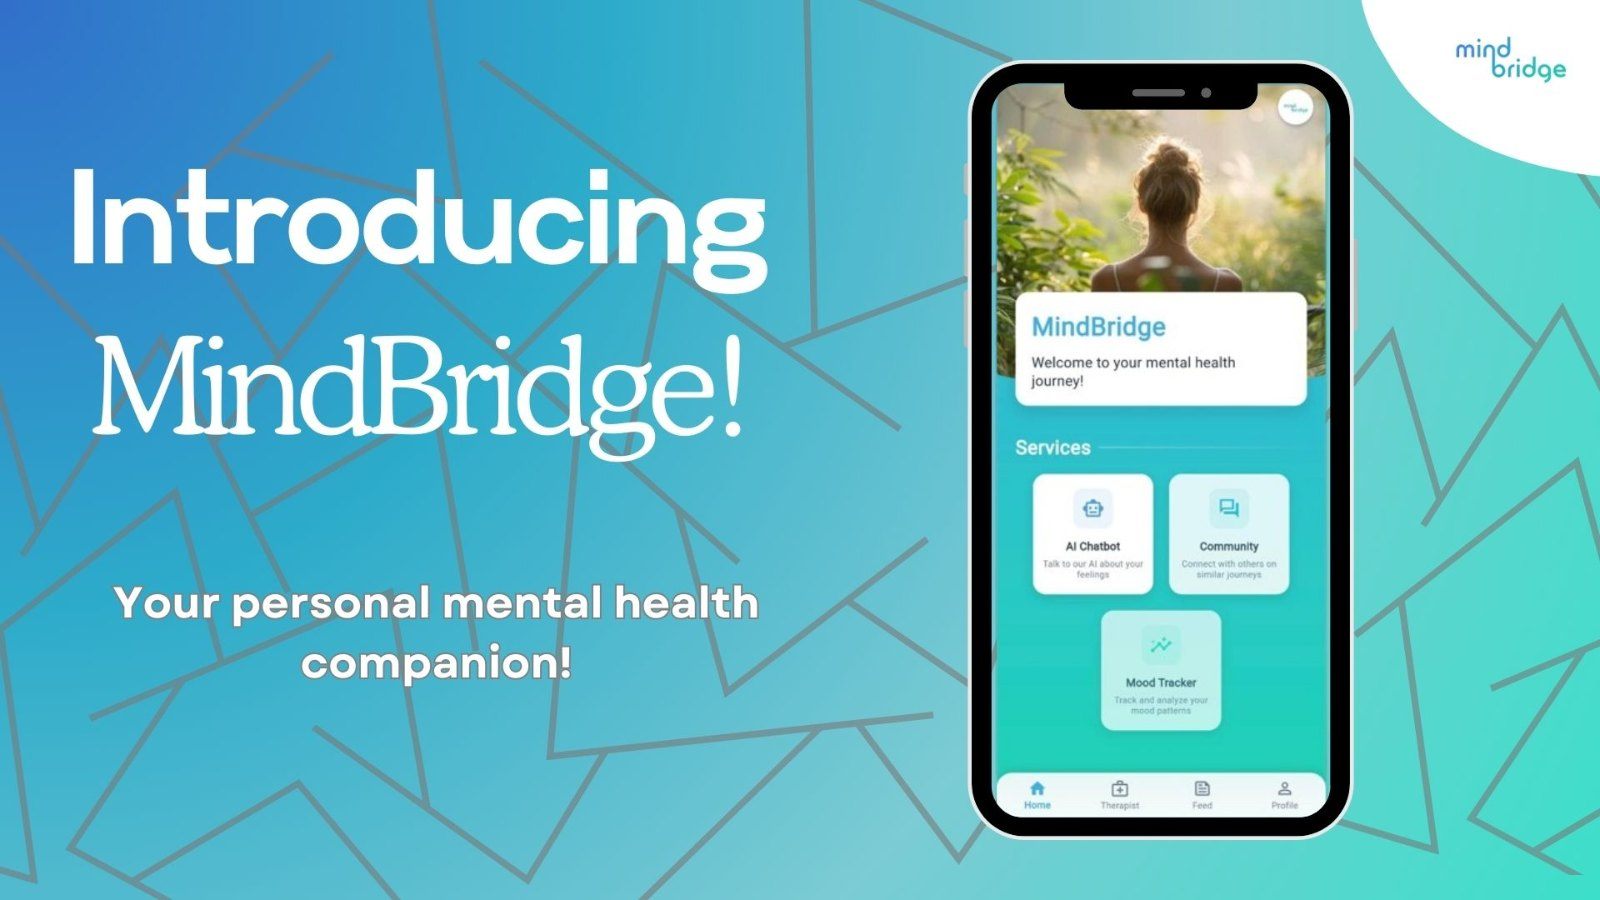 mind
bridge
Introducing
MindBridge!
Your personal mental health
companion!
MindBridge
Welcome to your mental health
journey!
Services
AI Chatbot
Talk to our AI about your
feelings
Community
Connect with others on
similar journeys
Mood Tracker
Track and analyze your
mood patterns
Home
Therapist
Feed
Profile